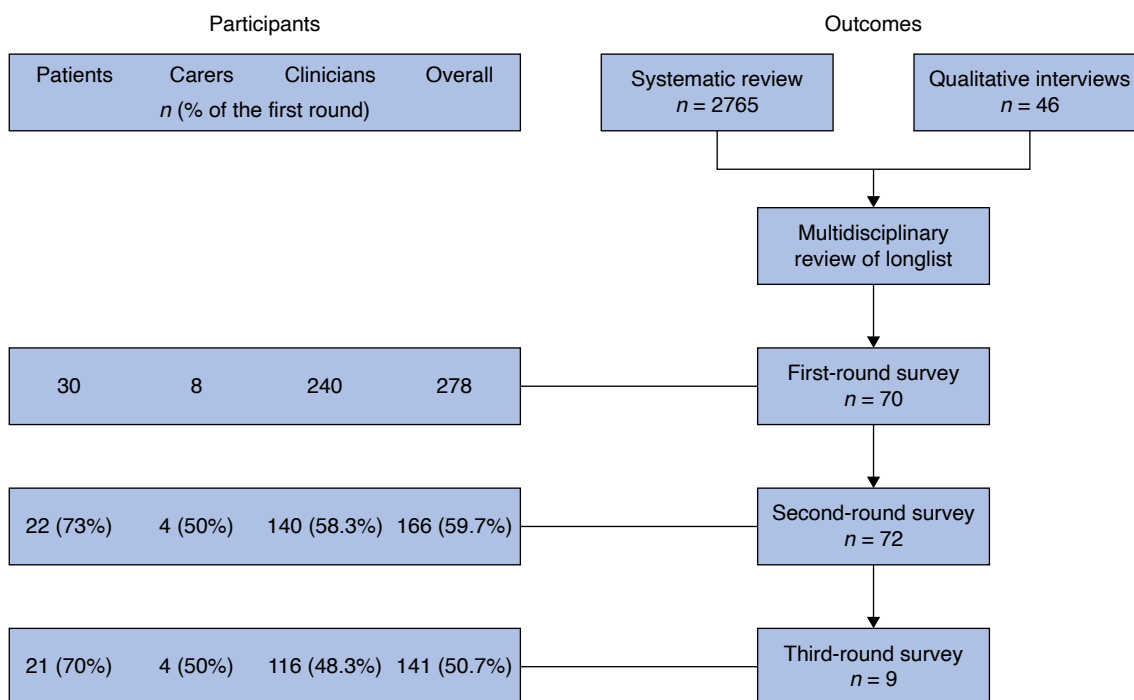 Participants
Outcomes
Patients Carers Clinicians Overall
n (% of the first round)
Systematic review
n = 2765
Qualitative interviews
n = 46
Multidisciplinary
review of longlist
30 8 240 278
First-round survey
n = 70
22 (73%) 4 (50%) 140 (58.3%) 166 (59.7%)
Second-round survey
n = 72
21 (70%) 4 (50%) 116 (48.3%) 141 (50.7%)
Third-round survey
n = 9